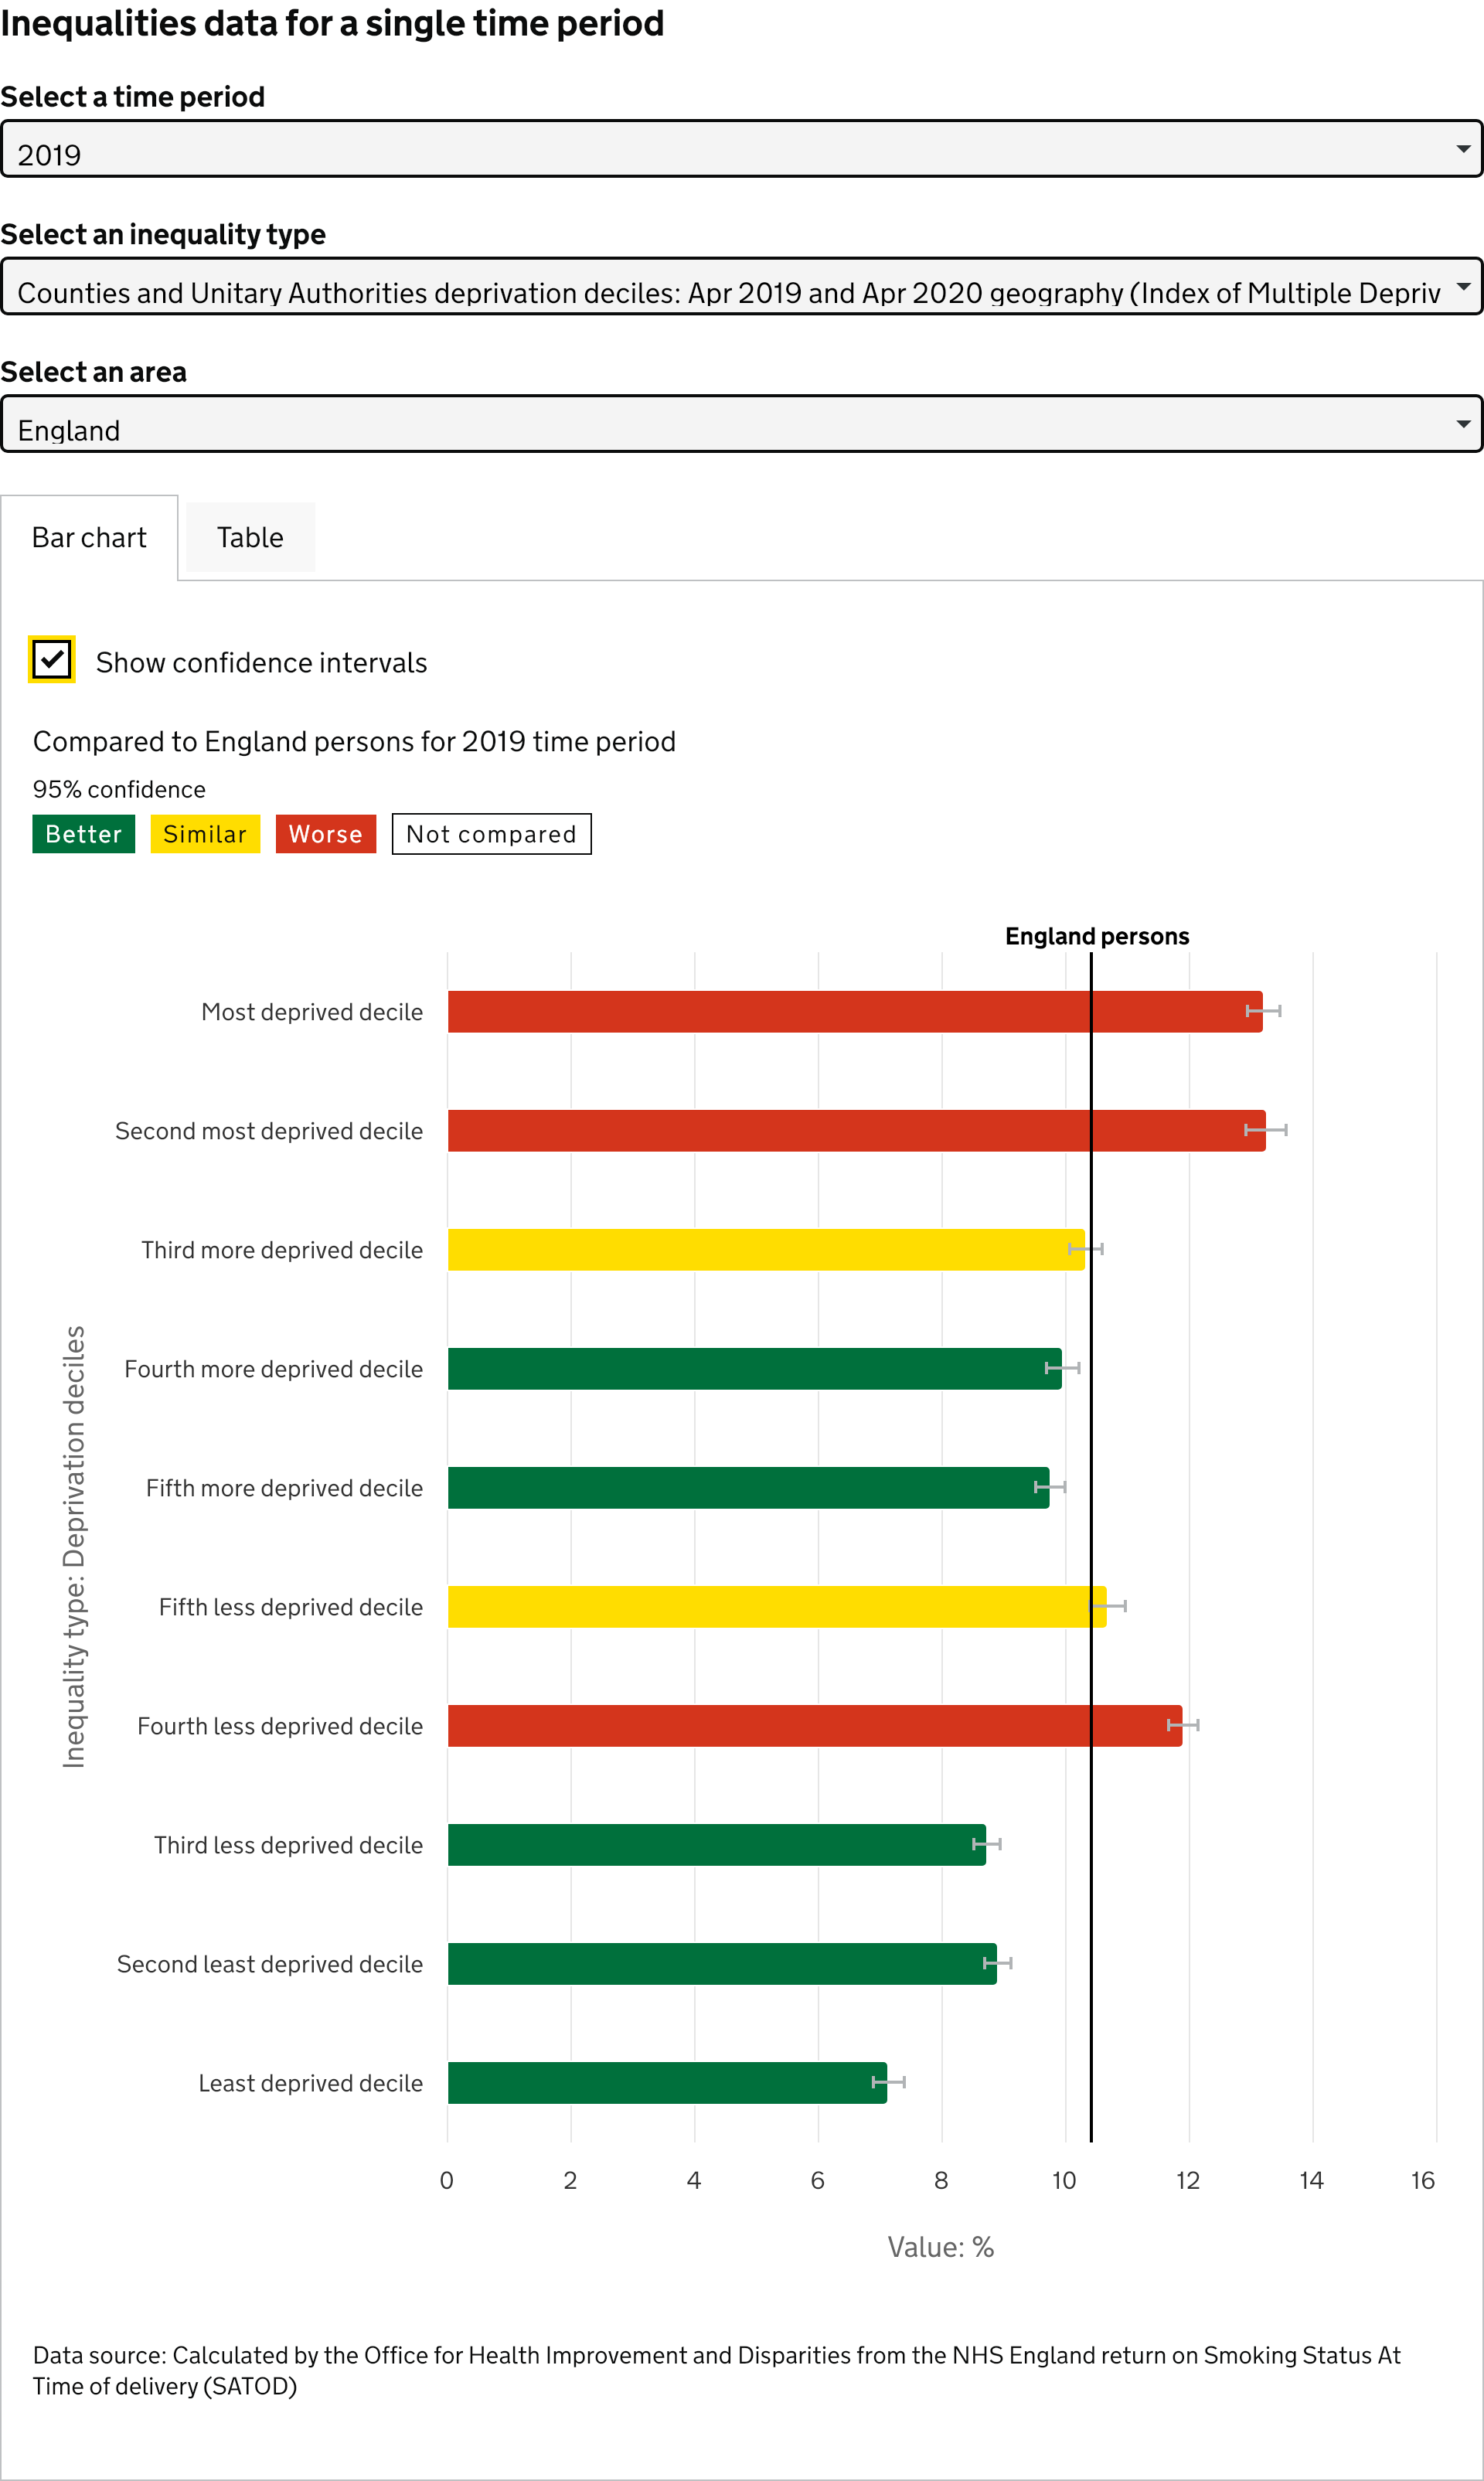 Inequalities data for a single time period
Select a time period
2019
Select an inequality type
Counties and Unitary Authorities deprivation deciles: Apr 2019 and Apr 2020 geography (Index of Multiple Depriv
Select an area
England
Bar chart
Table
Show confidence intervals
Compared to England persons for 2019 time period
95% confidence
Better Similar Worse Not compared
England persons
Most deprived decile
Second most deprived decile
Third more deprived decile
Fourth more deprived decile
Fifth more deprived decile
Fifth less deprived decile
Fourth less deprived decile
Third less deprived decile
Second least deprived decile
Least deprived decile
Inequality type: Deprivation deciles
0 2 4 6 8 10 12 14 16
Value: %
Data source: Calculated by the Office for Health Improvement and Disparities from the NHS England return on Smoking Status At
Time of delivery (SATOD)